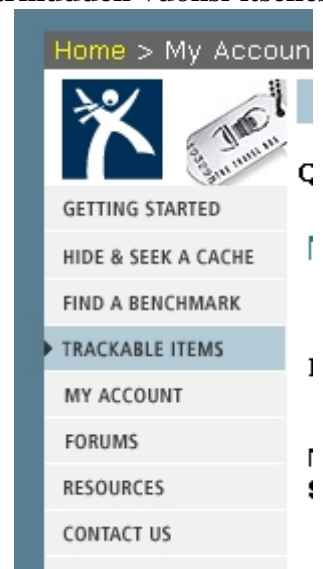 Home > My Accoun
GETTING STARTED
HIDE & SEEK A CACHE
FIND A BENCHMARK
TRACKABLE ITEMS
MY ACCOUNT
FORUMS
RESOURCES
CONTACT US